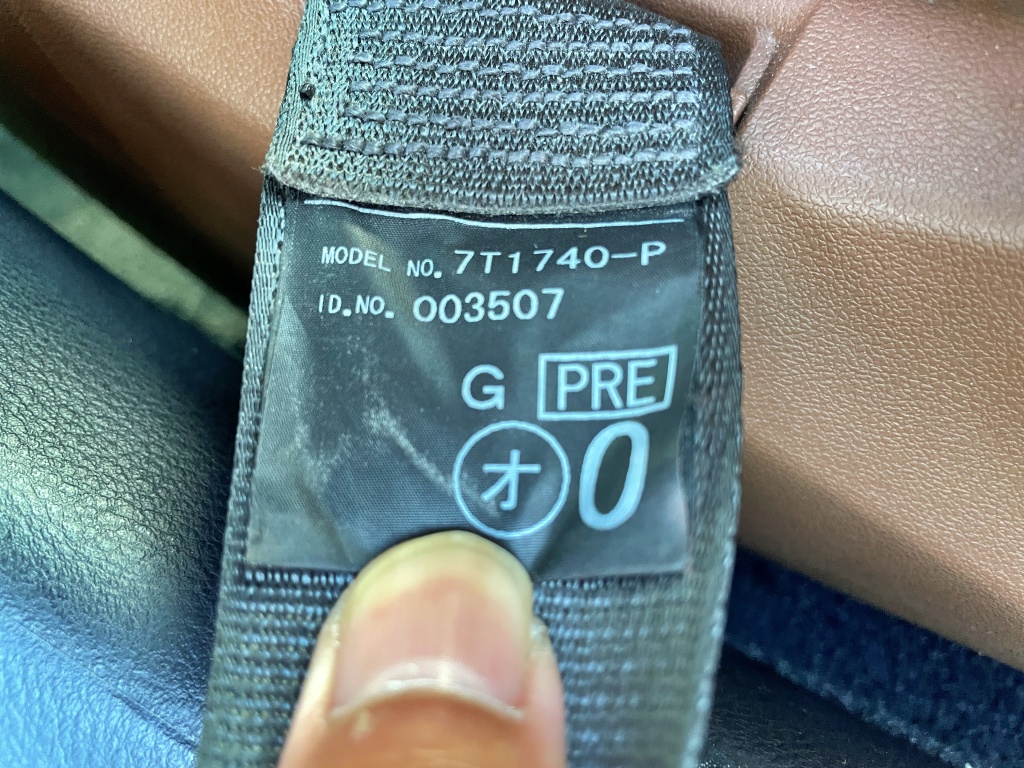 MODEL NO. 7T1740-P
ID.NO. 003507
G PRE
オ 0